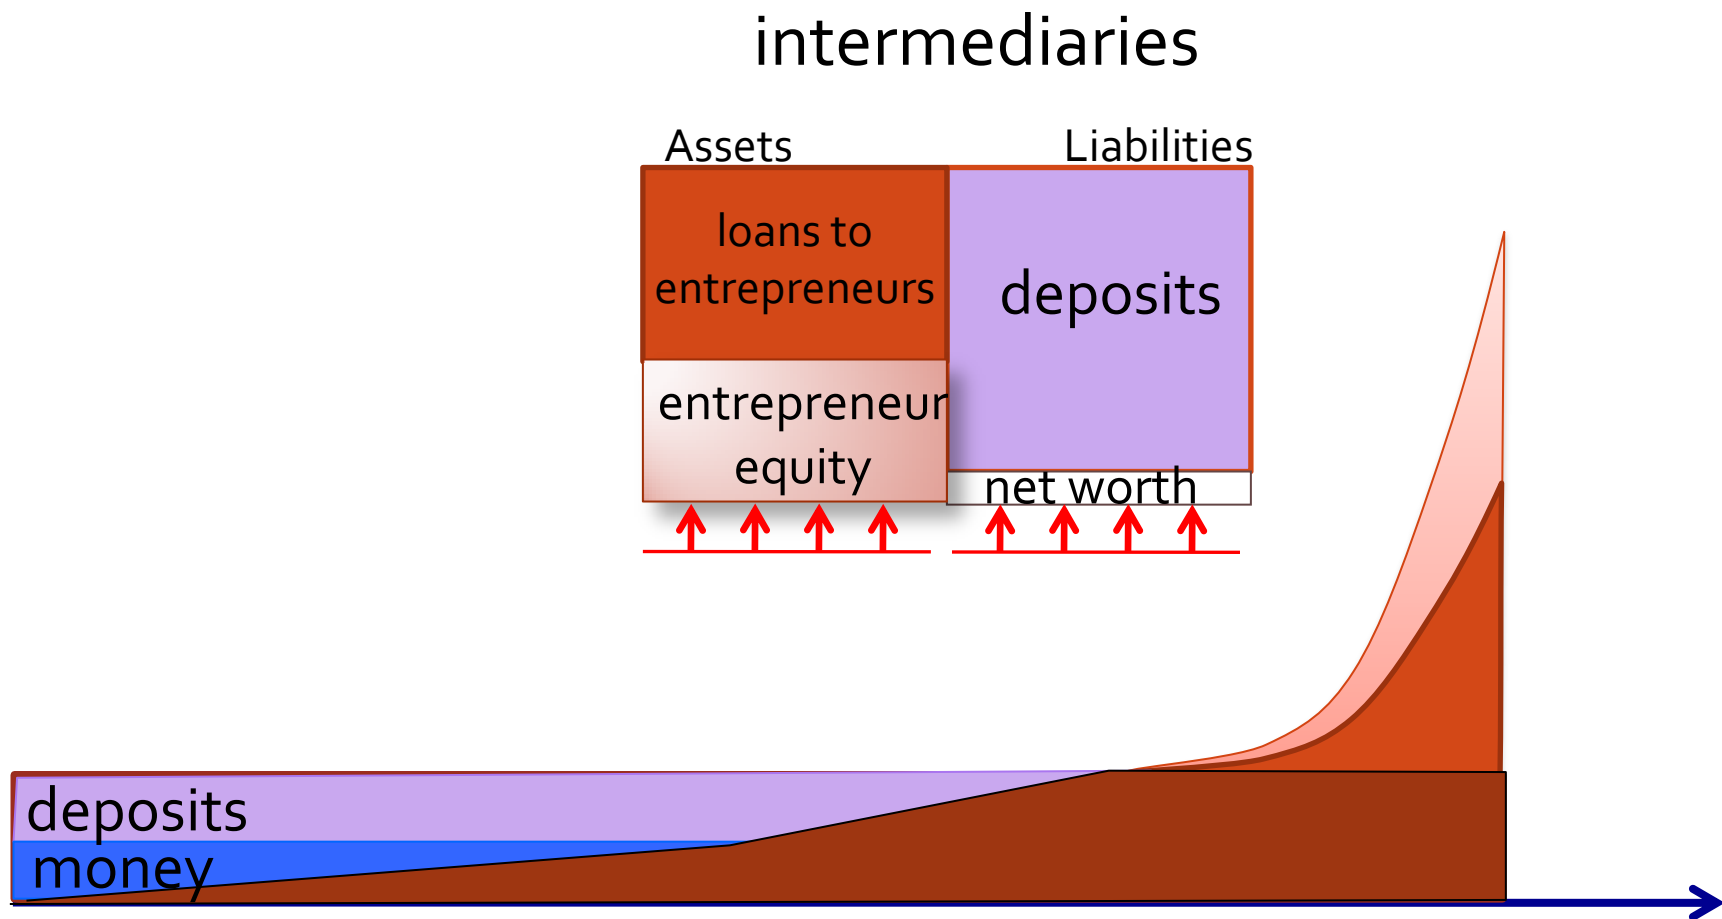 intermediaries
Assets
Liabilities
loans to
entrepreneurs
deposits
entrepreneur
equity
net worth
deposits
money